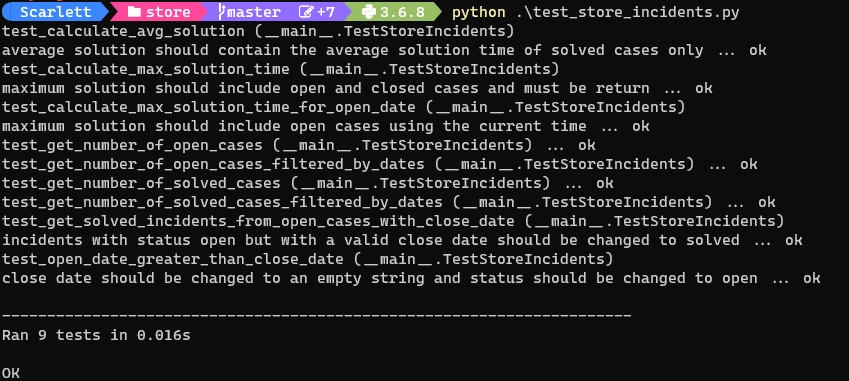 Scarlett store master +7 3.6.8 python .\test_store_incidents.py
test_calculate_avg_solution (__main__.TestStoreIncidents)
average solution should contain the average solution time of solved cases only ... ok
test_calculate_max_solution_time (__main__.TestStoreIncidents)
maximum solution should include open and closed cases and must be return ... ok
test_calculate_max_solution_time_for_open_date (__main__.TestStoreIncidents)
maximum solution should include open cases using the current time ... ok
test_get_number_of_open_cases (__main__.TestStoreIncidents) ... ok
test_get_number_of_open_cases_filtered_by_dates (__main__.TestStoreIncidents) ... ok
test_get_number_of_solved_cases (__main__.TestStoreIncidents) ... ok
test_get_number_of_solved_cases_filtered_by_dates (__main__.TestStoreIncidents) ... ok
test_get_solved_incidents_from_open_cases_with_close_date (__main__.TestStoreIncidents)
incidents with status open but with a valid close date should be changed to solved ... ok
test_open_date_greater_than_close_date (__main__.TestStoreIncidents)
close date should be changed to an empty string and status should be changed to open ... ok
----------------------------------------------------------------------
Ran 9 tests in 0.016s
OK